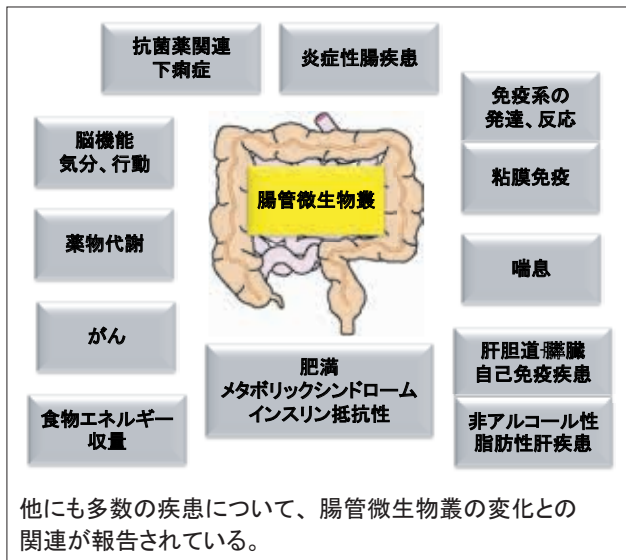 抗菌薬関連
下痢症
炎症性腸疾患
免疫系の
発達、反応
脳機能
気分、行動
粘膜免疫
腸管微生物叢
薬物代謝
喘息
がん
肥満
メタボリックシンドローム
インスリン抵抗性
肝胆道・膵臓
自己免疫疾患
食物エネルギー
収量
非アルコール性
脂肪性肝疾患
他にも多数の疾患について、腸管微生物叢の変化との
関連が報告されている。